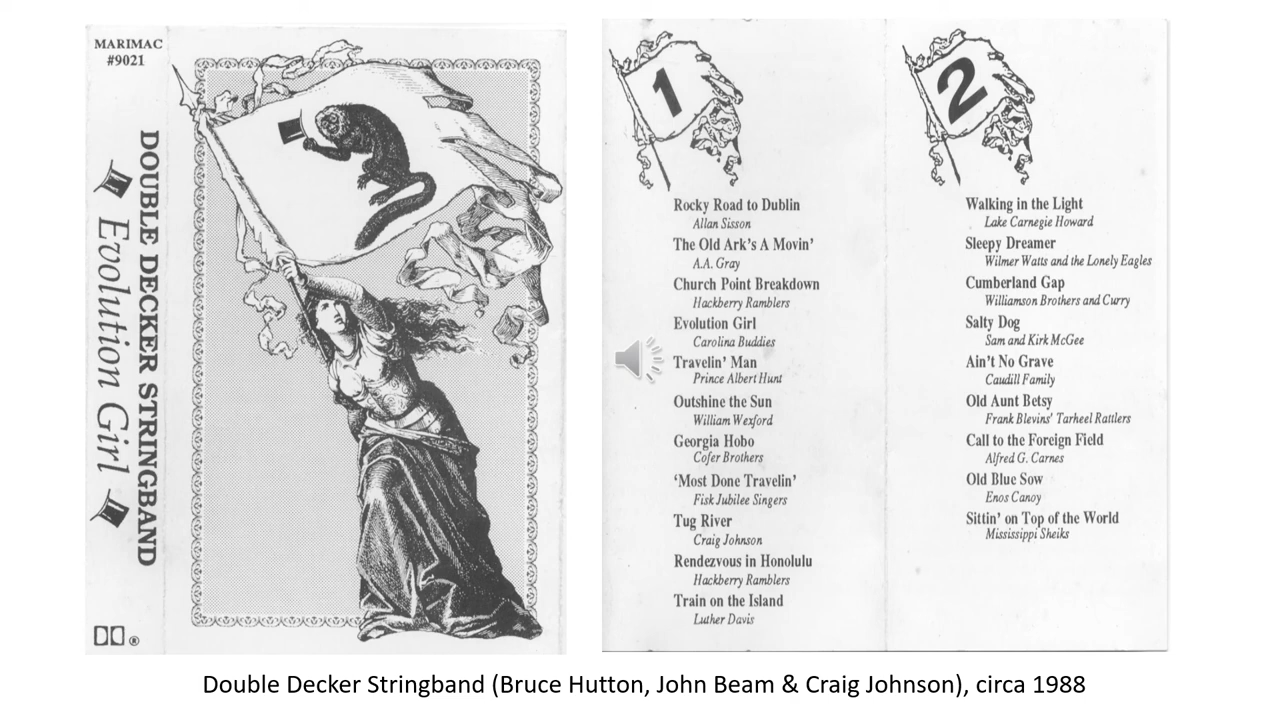 MARIMAC
#9021
DOUBLE DECKER STRINGBAND
Evolution Girl
®
1
Rocky Road to Dublin
Allan Sisson
The Old Ark's A Movin'
A.A. Gray
Church Point Breakdown
Hackberry Ramblers
Evolution Girl
Carolina Buddies
Travelin' Man
Prince Albert Hunt
Outshine the Sun
William Wexford
Georgia Hobo
Cofer Brothers
'Most Done Travelin'
Fisk Jubilee Singers
Tug River
Craig Johnson
Rendezvous in Honolulu
Hackberry Ramblers
Train on the Island
Luther Davis
2
Walking in the Light
Lake Carnegie Howard
Sleepy Dreamer
Wilmer Watts and the Lonely Eagles
Cumberland Gap
Williamson Brothers and Curry
Salty Dog
Sam and Kirk McGee
Ain't No Grave
Caudill Family
Old Aunt Betsy
Frank Blevins' Tarheel Rattlers
Call to the Foreign Field
Alfred G. Carnes
Old Blue Sow
Enos Canoy
Sittin' on Top of the World
Mississippi Sheiks
Double Decker Stringband (Bruce Hutton, John Beam & Craig Johnson), circa 1988